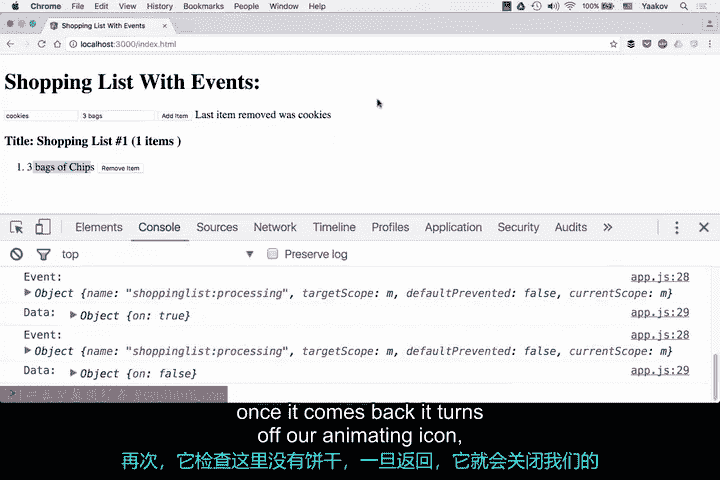 Chrome File Edit View History Bookmarks People Window Help 100% Yaakov
Shopping List With Events
localhost:3000/index.html
Shopping List With Events:
cookies 3 bags Add Item Last item removed was cookies
Title: Shopping List #1 (1 items )
1. 3 bags of Chips Remove Item
Elements Console Sources Network Timeline Profiles Application Security Audits
top Preserve log
Event: app.js:28
Object {name: "shoppinglist:processing", targetScope: m, defaultPrevented: false, currentScope: m}
Data: Object {on: true} app.js:29
Event: app.js:28
Object {name: "shoppinglist:processing", targetScope: m, defaultPrevented: false, currentScope: m}
Data: Object {on: false} app.js:29
once it comes back it turns
off our animating icon,
再次，它检查这里没有饼干，一旦返回，它就会关闭我们的